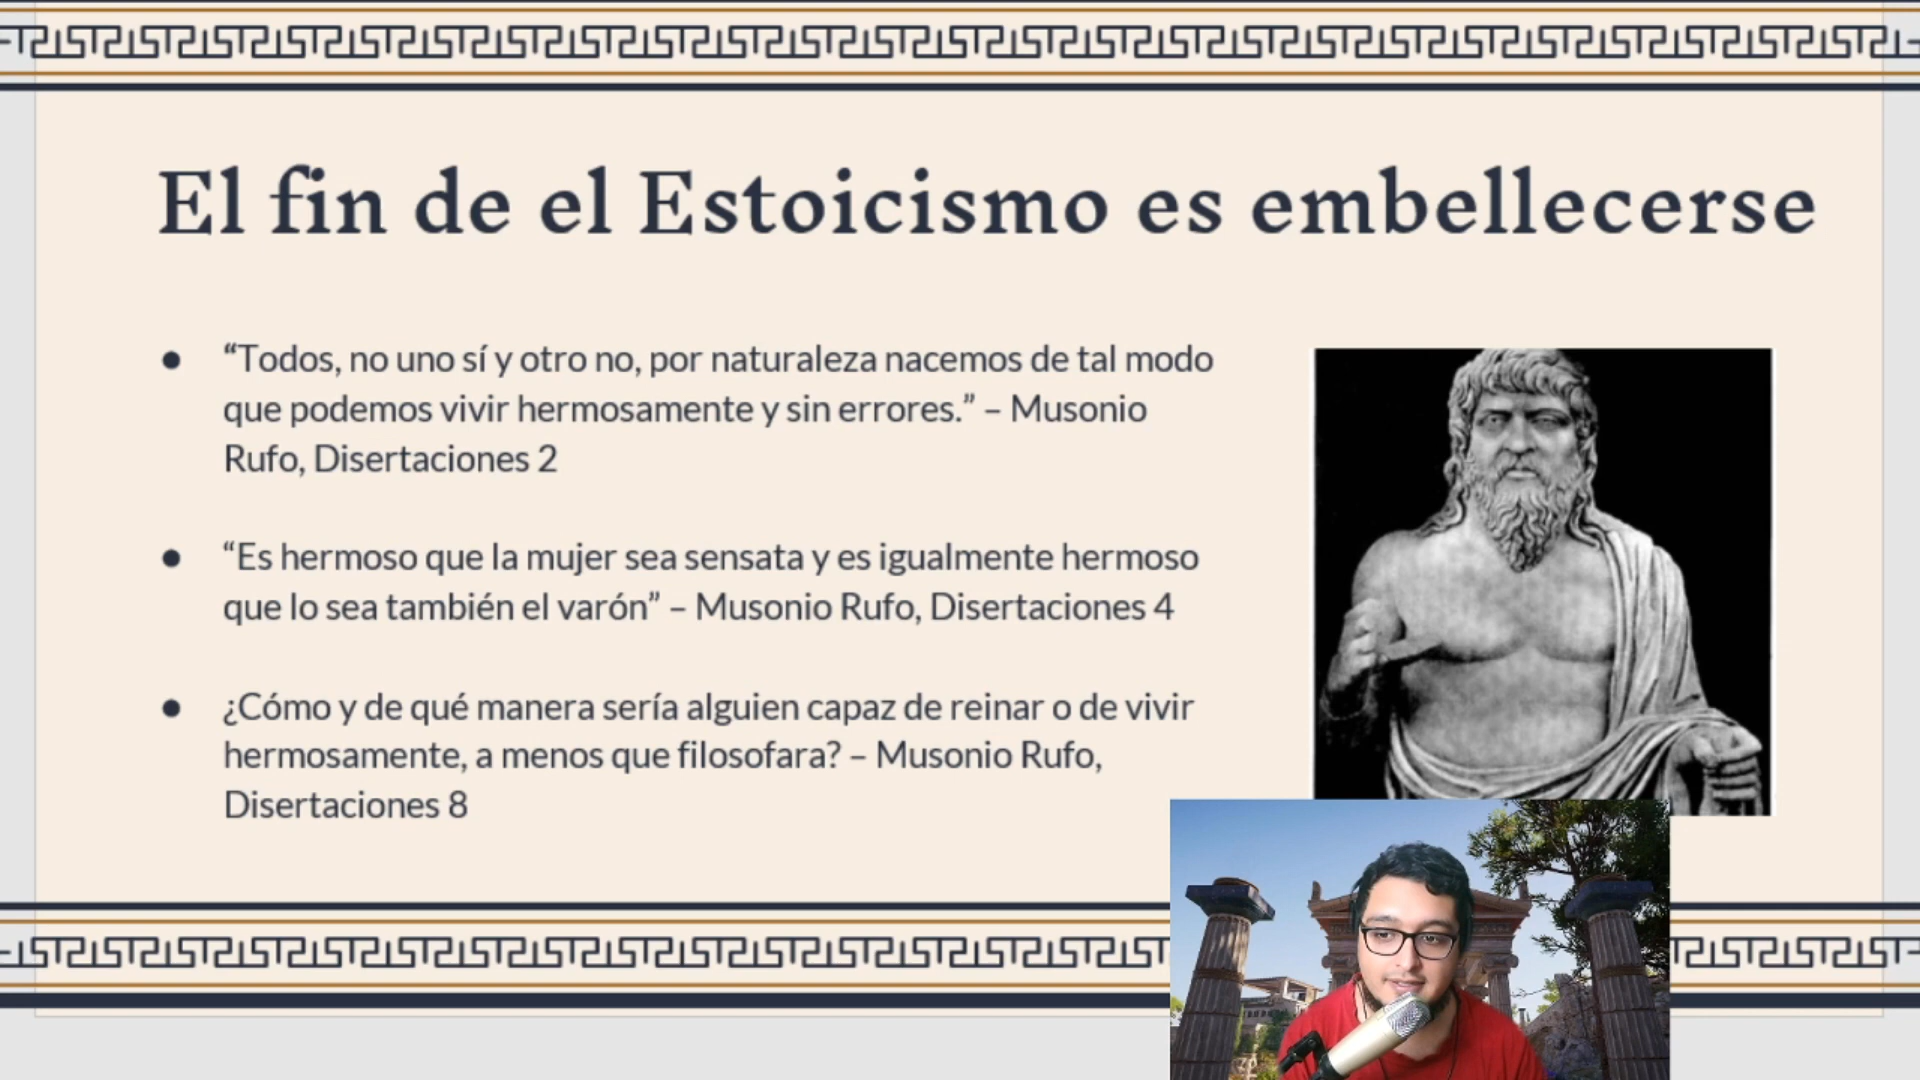 El fin de el Estoicismo es embellecerse
● “Todos, no uno sí y otro no, por naturaleza nacemos de tal modo
que podemos vivir hermosamente y sin errores.” – Musonio
Rufo, Disertaciones 2
● “Es hermoso que la mujer sea sensata y es igualmente hermoso
que lo sea también el varón” – Musonio Rufo, Disertaciones 4
● ¿Cómo y de qué manera sería alguien capaz de reinar o de vivir
hermosamente, a menos que filosofara? – Musonio Rufo,
Disertaciones 8